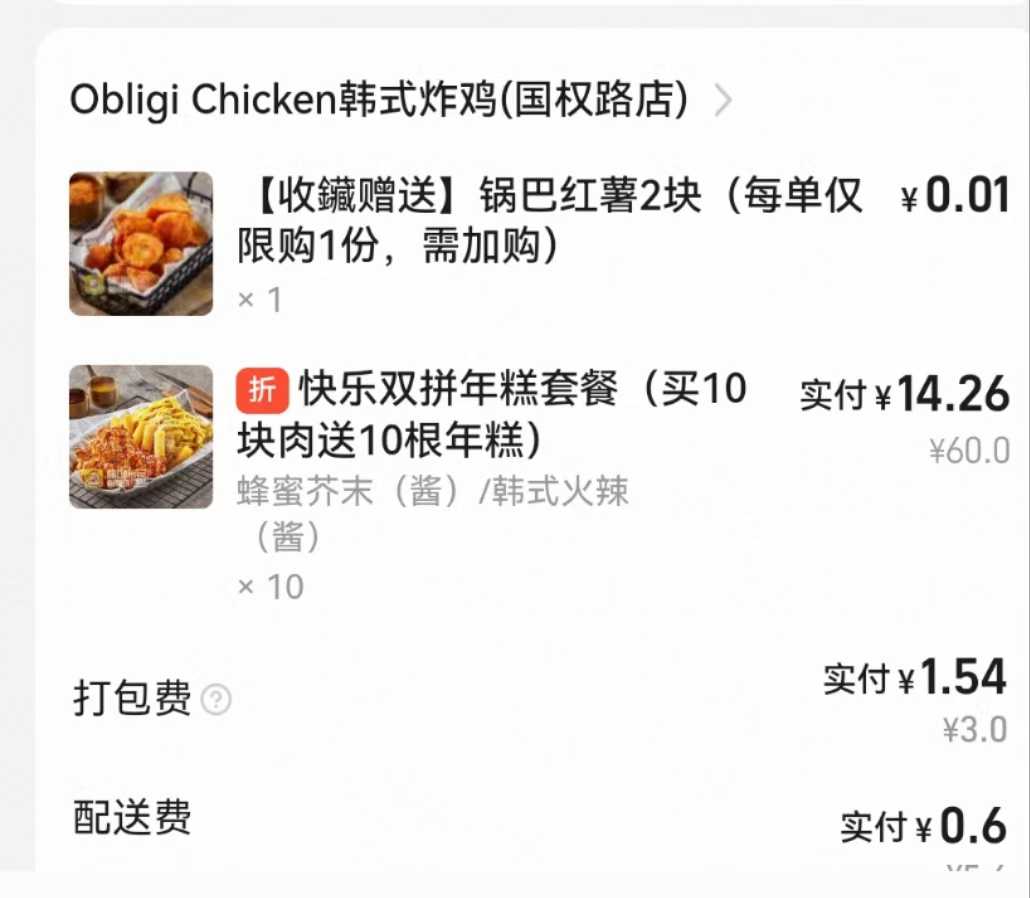 Obligi Chicken韩式炸鸡(国权路店)
【收鑶赠送】锅巴红薯2块（每单仅
¥0.01
限购1份，需加购）
× 1
折 快乐双拼年糕套餐（买10
实付¥14.26
块肉送10根年糕）
¥60.0
蜂蜜芥末（酱）/韩式火辣
（酱）
× 10
打包费
实付¥1.54
¥3.0
配送费
实付¥0.6